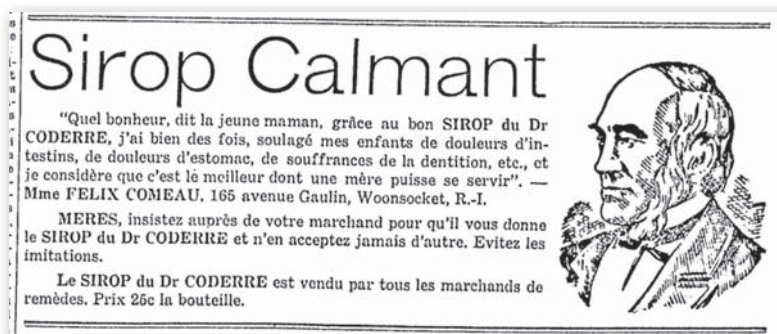 Sirop Calmant
"Quel bonheur, dit la jeune maman, grâce au bon SIROP du Dr
CODERRE, j'ai bien des fois, soulagé mes enfants de douleurs d'in-
testins, de douleurs d'estomac, de souffrances de la dentition, etc., et
je considère que c'est lé meilleur dont une mère puisse se servir". —
Mme FELIX COMEAU, 165 avenue Gaulin, Woonsocket, R.-I.
MERES, insistez auprès de votre marchand pour qu'il vous donne
le SIROP du Dr CODERRE et n'en acceptez jamais d'autre. Evitez les
imitations.
Le SIROP du Dr CODERRE est vendu par tous les marchands de
remèdes. Prix 25c la bouteille.